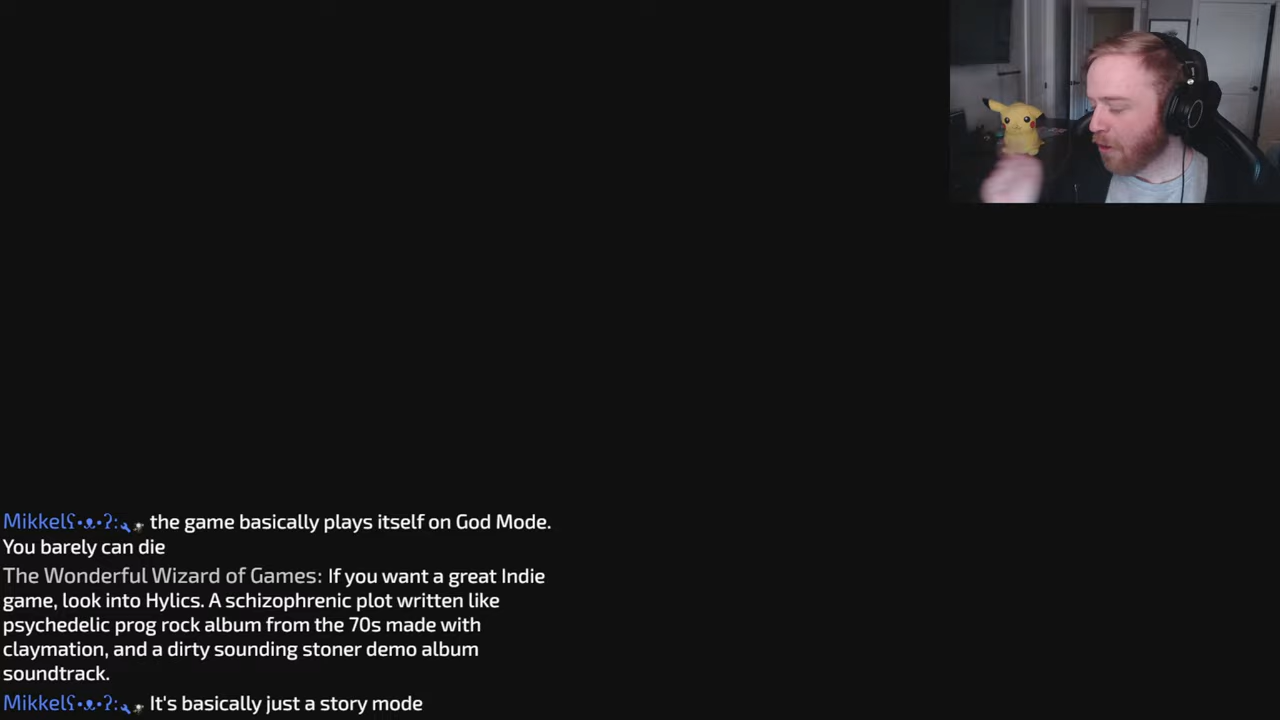 Mikkelʕ•ᴥ•ʔ: the game basically plays itself on God Mode.
You barely can die
The Wonderful Wizard of Games: If you want a great Indie
game, look into Hylics. A schizophrenic plot written like
psychedelic prog rock album from the 70s made with
claymation, and a dirty sounding stoner demo album
soundtrack.
Mikkelʕ•ᴥ•ʔ: It's basically just a story mode